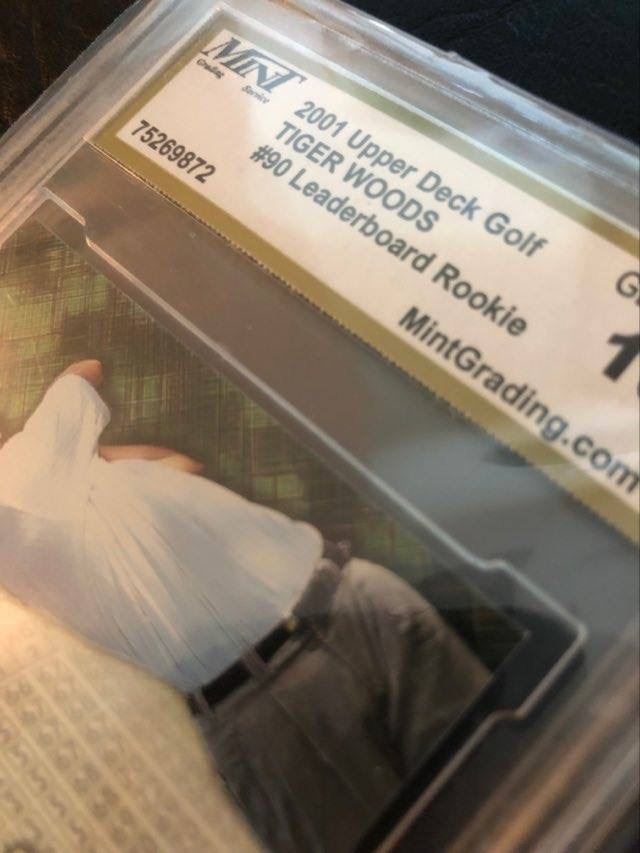 MINT
Grading Service
75269872
2001 Upper Deck Golf
TIGER WOODS
#90 Leaderboard Rookie
MintGrading.com